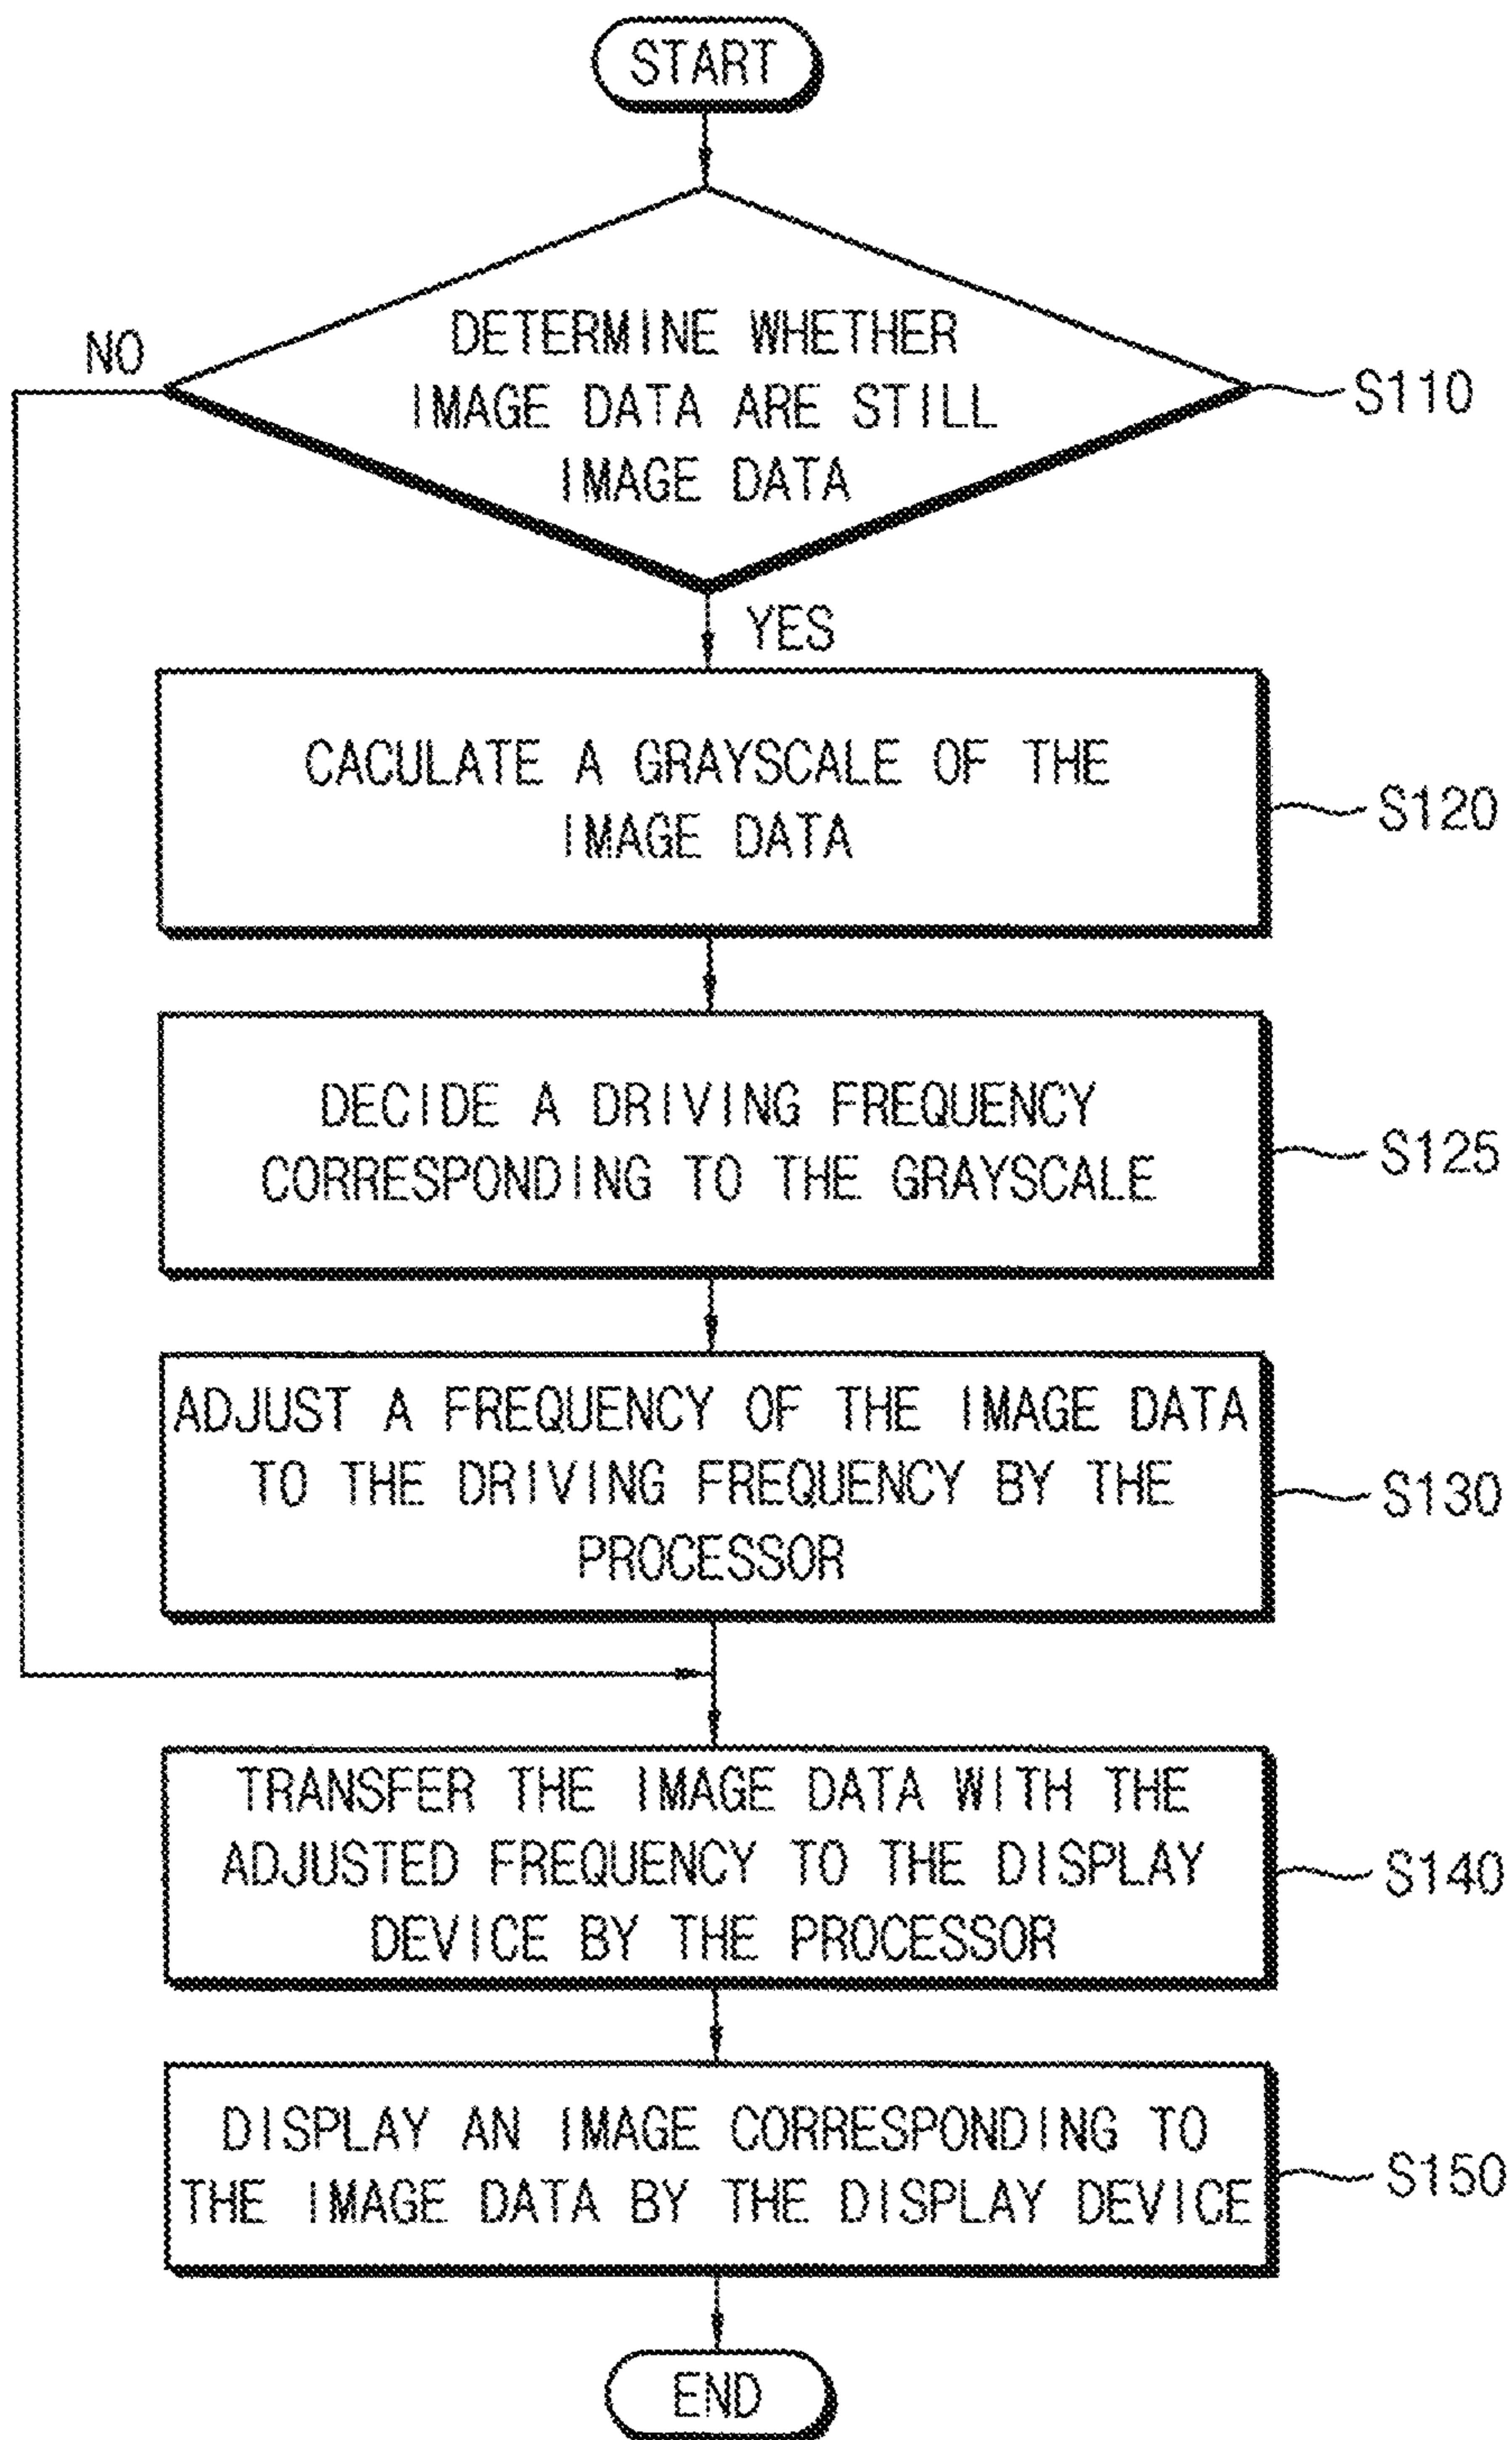 START
DETERMINE WHETHER
IMAGE DATA ARE STILL
IMAGE DATA
NO
S110
YES
CACULATE A GRAYSCALE OF THE
IMAGE DATA
S120
DECIDE A DRIVING FREQUENCY
CORRESPONDING TO THE GRAYSCALE
S125
ADJUST A FREQUENCY OF THE IMAGE DATA
TO THE DRIVING FREQUENCY BY THE
PROCESSOR
S130
TRANSFER THE IMAGE DATA WITH THE
ADJUSTED FREQUENCY TO THE DISPLAY
DEVICE BY THE PROCESSOR
S140
DISPLAY AN IMAGE CORRESPONDING TO
THE IMAGE DATA BY THE DISPLAY DEVICE
S150
END